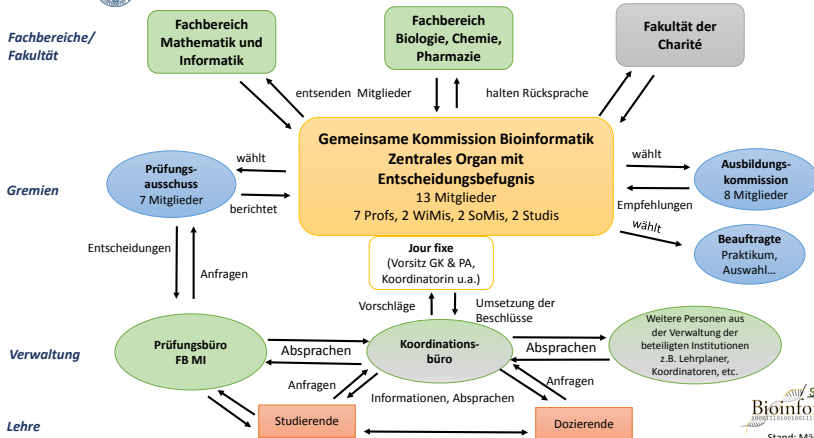 Fachbereiche/
Fakultät
Fachbereich
Mathematik und
Informatik
Fachbereich
Biologie, Chemie,
Pharmazie
Fakultät der
Charité
entsenden Mitglieder
halten Rücksprache
Gremien
Prüfungs-
ausschuss
7 Mitglieder
wählt
berichtet
Gemeinsame Kommission Bioinformatik
Zentrales Organ mit
Entscheidungsbefugnis
13 Mitglieder
7 Profs, 2 WiMis, 2 SoMis, 2 Studis
wählt
Empfehlungen
wählt
Ausbildungs-
kommission
8 Mitglieder
Beauftragte
Praktikum,
Auswahl…
Entscheidungen
Anfragen
Jour fixe
(Vorsitz GK & PA,
Koordinatorin u.a.)
Vorschläge
Umsetzung der
Beschlüsse
Verwaltung
Prüfungsbüro
FB MI
Absprachen
Koordinations-
büro
Absprachen
Weitere Personen aus
der Verwaltung der
beteiligten Institutionen
z.B. Lehrplaner,
Koordinatoren, etc.
Anfragen
Informationen, Absprachen
Anfragen
Lehre
Studierende
Dozierende